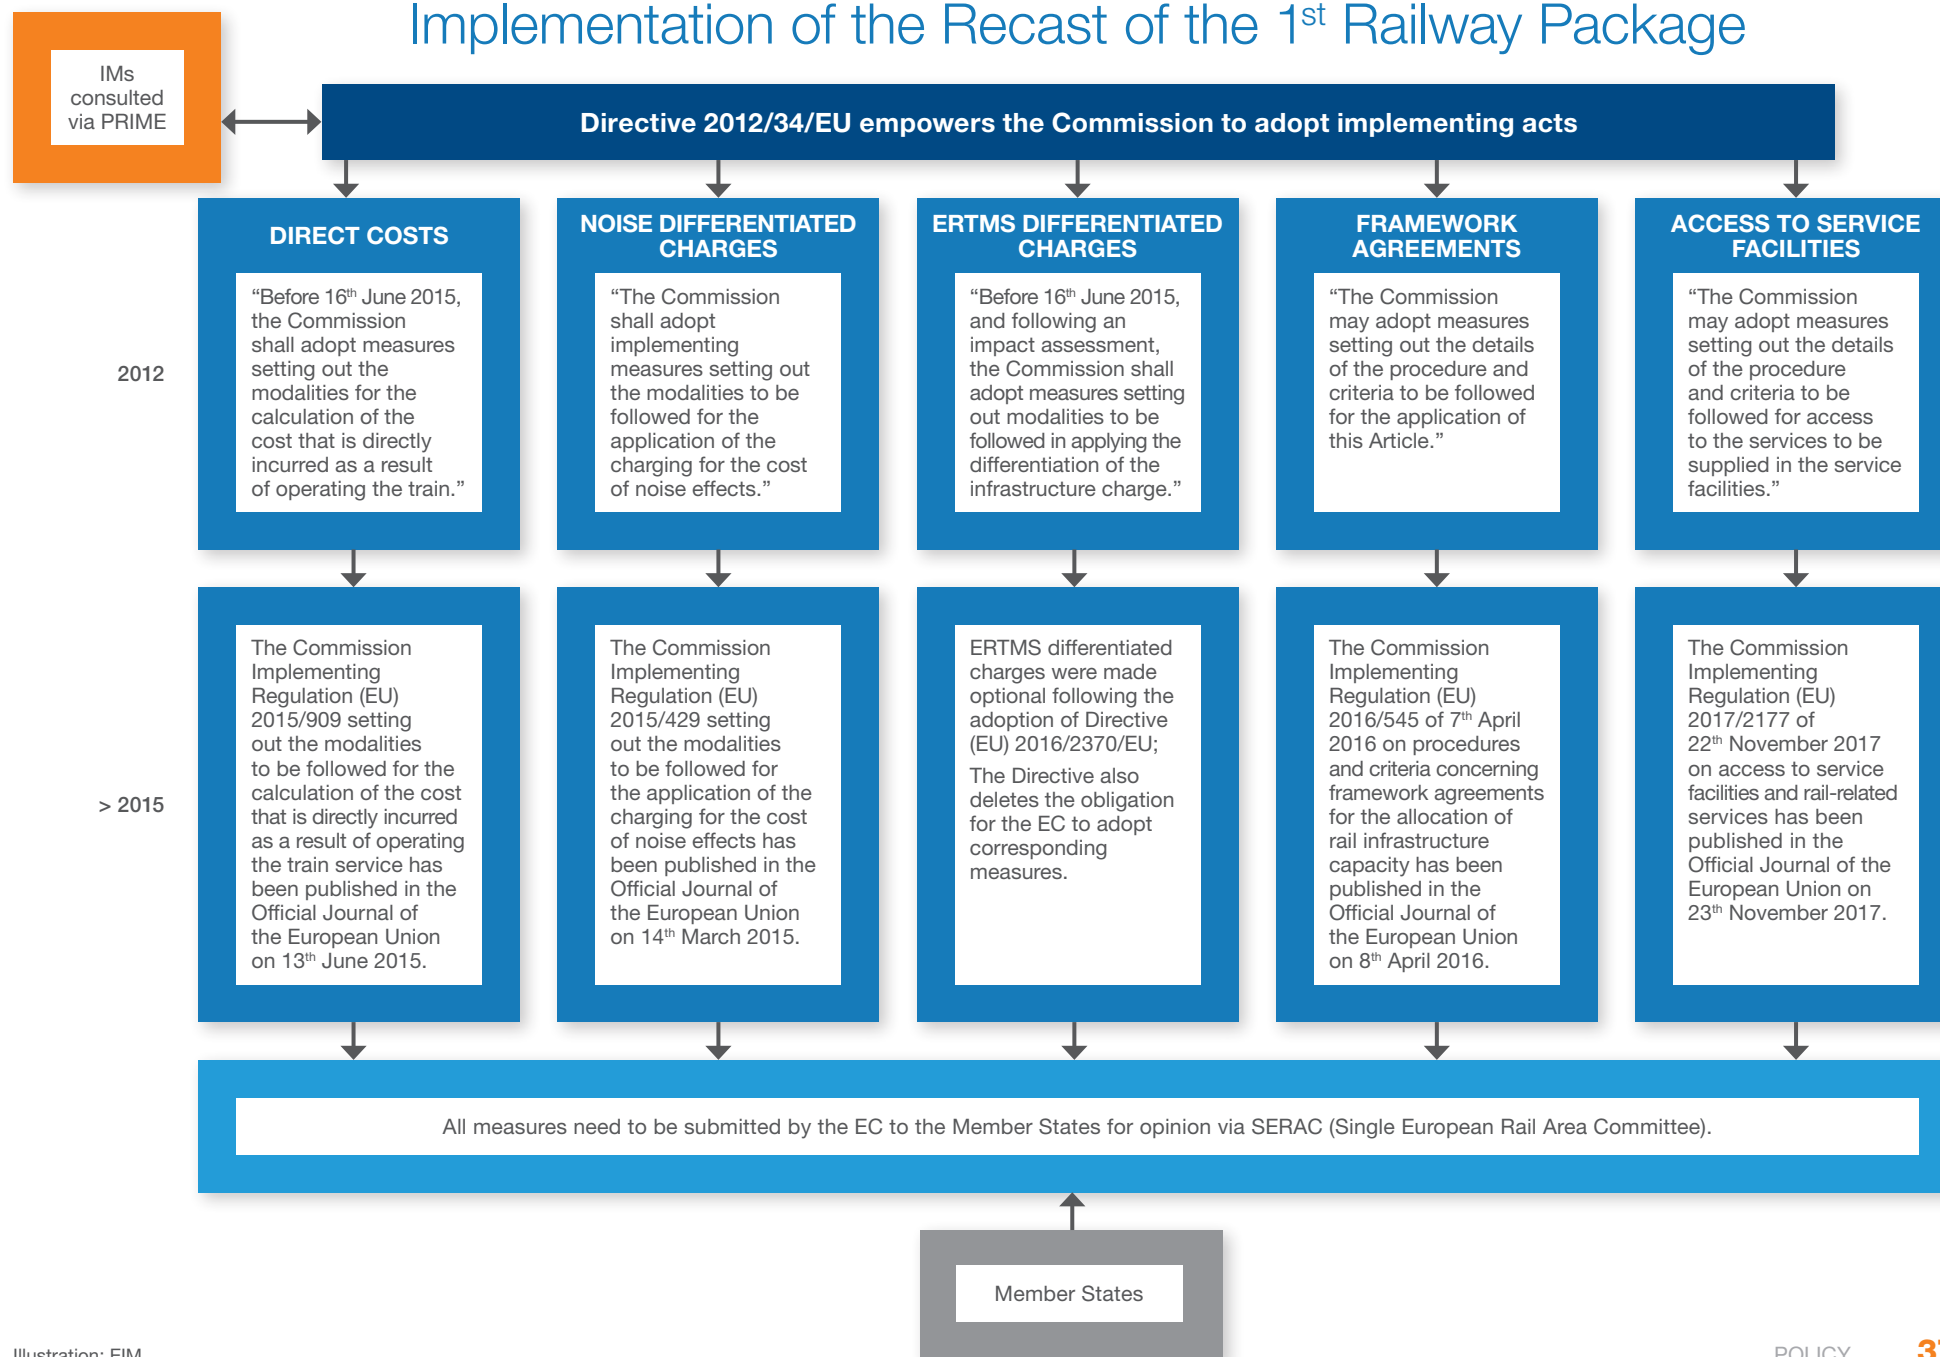 Implementation of the Recast of the 1st Railway Package
IMs
consulted
via PRIME
Directive 2012/34/EU empowers the Commission to adopt implementing acts
2012
DIRECT COSTS
“Before 16th June 2015,
the Commission
shall adopt measures
setting out the
modalities for the
calculation of the
cost that is directly
incurred as a result
of operating the train.”
NOISE DIFFERENTIATED
CHARGES
“The Commission
shall adopt
implementing
measures setting out
the modalities to be
followed for the
application of the
charging for the cost
of noise effects.”
ERTMS DIFFERENTIATED
CHARGES
“Before 16th June 2015,
and following an
impact assessment,
the Commission shall
adopt measures setting
out modalities to be
followed in applying the
differentiation of the
infrastructure charge.”
FRAMEWORK
AGREEMENTS
“The Commission
may adopt measures
setting out the details
of the procedure and
criteria to be followed
for the application of
this Article.”
ACCESS TO SERVICE
FACILITIES
“The Commission
may adopt measures
setting out the details
of the procedure
and criteria to be
followed for access
to the services to be
supplied in the service
facilities.”
> 2015
The Commission
Implementing
Regulation (EU)
2015/909 setting
out the modalities
to be followed for the
calculation of the cost
that is directly incurred
as a result of operating
the train service has
been published in the
Official Journal of
the European Union
on 13th June 2015.
The Commission
Implementing
Regulation (EU)
2015/429 setting
out the modalities
to be followed for
the application of the
charging for the cost
of noise effects has
been published in the
Official Journal of
the European Union
on 14th March 2015.
ERTMS differentiated
charges were made
optional following the
adoption of Directive
(EU) 2016/2370/EU;
The Directive also
deletes the obligation
for the EC to adopt
corresponding
measures.
The Commission
Implementing
Regulation (EU)
2016/545 of 7th April
2016 on procedures
and criteria concerning
framework agreements
for the allocation of
rail infrastructure
capacity has been
published in the
Official Journal of
the European Union
on 8th April 2016.
The Commission
Implementing
Regulation (EU)
2017/2177 of
22th November 2017
on access to service
facilities and rail-related
services has been
published in the
Official Journal of the
European Union on
23th November 2017.
All measures need to be submitted by the EC to the Member States for opinion via SERAC (Single European Rail Area Committee).
Member States
Illustration: EIM
POLICY